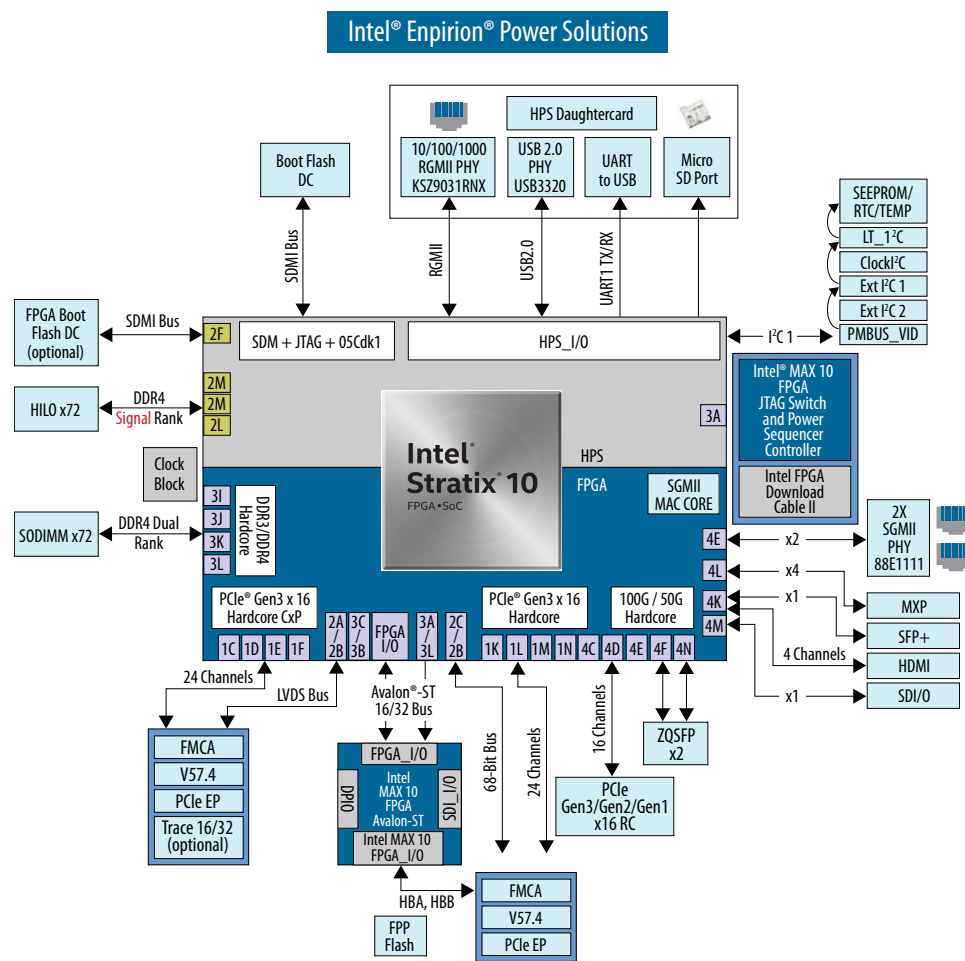 Intel® Enpirion® Power Solutions
HPS Daughtercard
10/100/1000
RGMII PHY
KSZ9031RNX
USB 2.0
PHY
USB3320
UART
to USB
Micro
SD Port
Boot Flash
DC
SEEPROM/
RTC/TEMP
LT_1²C
ClockI²C
Ext I²C 1
Ext I²C 2
PMBUS_VID
SDMI Bus
RGMII
USB2.0
UART1 TX/RX
I²C 1
FPGA Boot
Flash DC
(optional)
SDMI Bus
2F
SDM + JTAG + 05Cdk1
HPS_I/O
HILO x72
DDR4
Signal Rank
2M
2M
2L
3A
Intel® MAX 10
FPGA
JTAG Switch
and Power
Sequencer
Controller
Intel FPGA
Download
Cable II
Intel®
Stratix® 10
FPGA • SoC
HPS
FPGA
Clock
Block
SGMII
MAC CORE
SODIMM x72
DDR4 Dual
Rank
3I
3J
3K
3L
DDR3/DDR4
Hardcore
4E
4L
4K
4M
x2
x4
x1
4 Channels
x1
2X
SGMII
PHY
88E1111
MXP
SFP+
HDMI
SDI/O
PCIe® Gen3 x 16
Hardcore CxP
PCIe® Gen3 x 16
Hardcore
100G / 50G
Hardcore
1C
1D
1E
1F
2A
/
2B
3C
/
3B
FPGA
I/O
3A
/
3L
2C
/
2B
1K
1L
1M
1N
4C
4D
4E
4F
4N
24 Channels
LVDS Bus
Avalon®-ST
16/32 Bus
68-Bit Bus
24 Channels
16 Channels
ZQSFP
x2
PCIe
Gen3/Gen2/Gen1
x16 RC
FMCA
V57.4
PCIe EP
Trace 16/32
(optional)
FPGA_I/O
DPIO
Intel
MAX 10
FPGA
Avalon-ST
SDI_I/O
Intel MAX 10
FPGA_I/O
HBA, HBB
FPP
Flash
FMCA
V57.4
PCIe EP